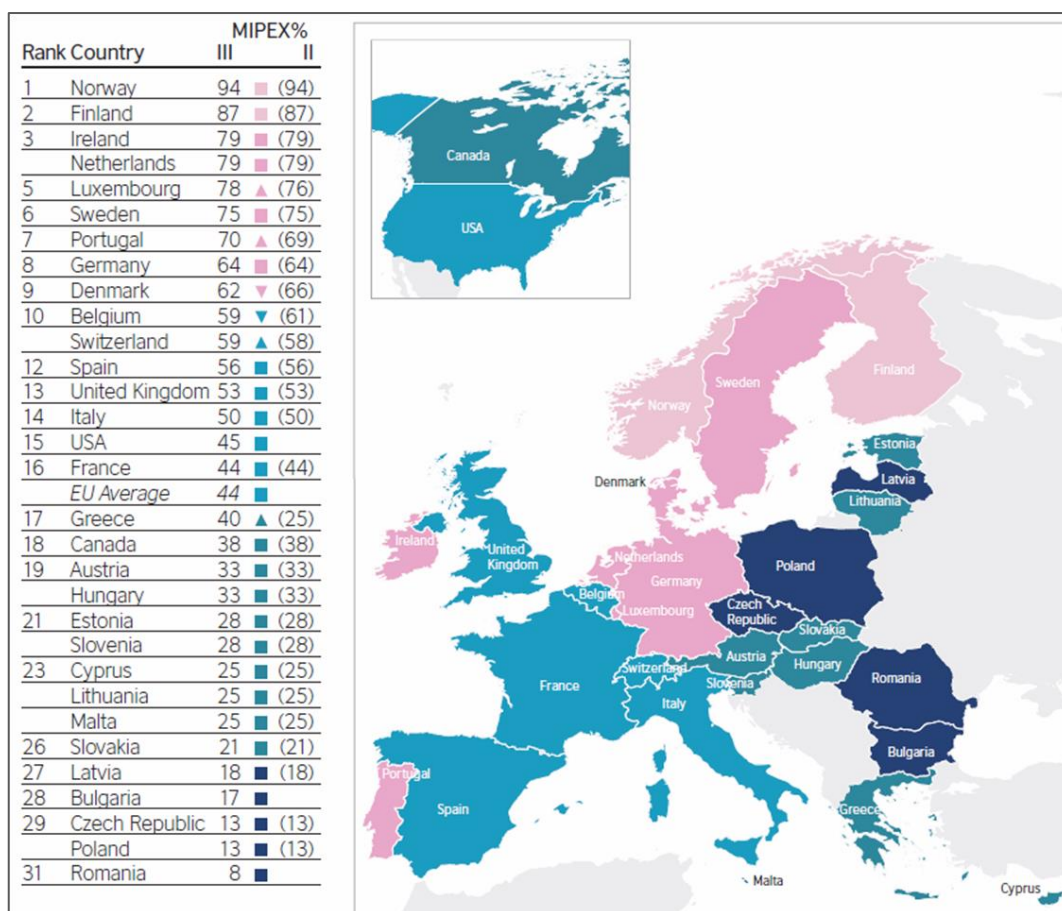 MIPEX%
Rank Country III II
1 Norway 94 ■ (94)
2 Finland 87 ■ (87)
3 Ireland 79 ■ (79)
Netherlands 79 ■ (79)
5 Luxembourg 78 ▲ (76)
6 Sweden 75 ■ (75)
7 Portugal 70 ▲ (69)
8 Germany 64 ■ (64)
9 Denmark 62 ▼ (66)
10 Belgium 59 ▼ (61)
Switzerland 59 ▲ (58)
12 Spain 56 ■ (56)
13 United Kingdom 53 ■ (53)
14 Italy 50 ■ (50)
15 USA 45 ■
16 France 44 ■ (44)
EU Average 44 ■
17 Greece 40 ▲ (25)
18 Canada 38 ■ (38)
19 Austria 33 ■ (33)
Hungary 33 ■ (33)
21 Estonia 28 ■ (28)
Slovenia 28 ■ (28)
23 Cyprus 25 ■ (25)
Lithuania 25 ■ (25)
Malta 25 ■ (25)
26 Slovakia 21 ■ (21)
27 Latvia 18 ■ (18)
28 Bulgaria 17 ■
29 Czech Republic 13 ■ (13)
Poland 13 ■ (13)
31 Romania 8 ■
Canada
USA
Finland
Sweden
Norway
Estonia
Denmark
Latvia
Lithuania
Ireland
United
Kingdom
Netherlands
Poland
Germany
Belgium
Luxembourg
Czech
Republic
Slovakia
Austria
Hungary
Switzerland
Slovenia
Romania
France
Italy
Bulgaria
Portugal
Spain
Greece
Malta
Cyprus